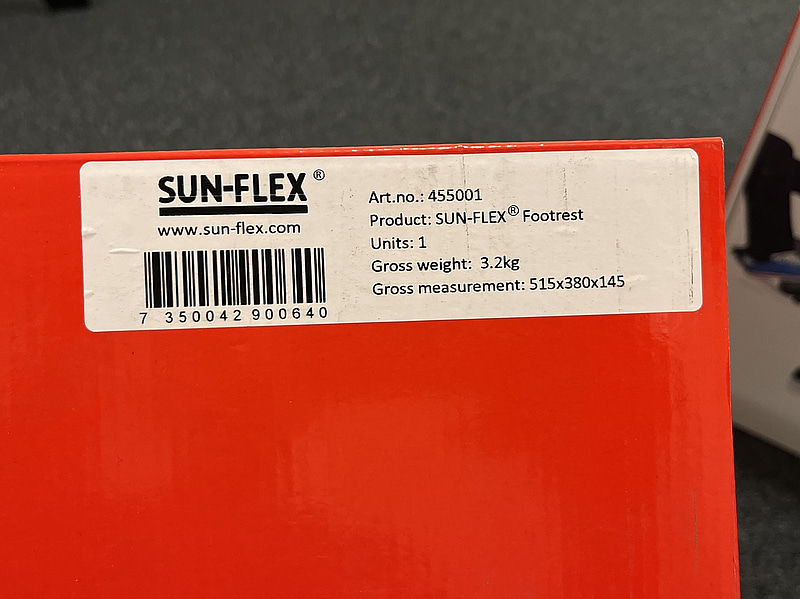 SUN-FLEX®
www.sun-flex.com
7 350042 900640
Art.no.: 455001
Product: SUN-FLEX® Footrest
Units: 1
Gross weight: 3.2kg
Gross measurement: 515x380x145